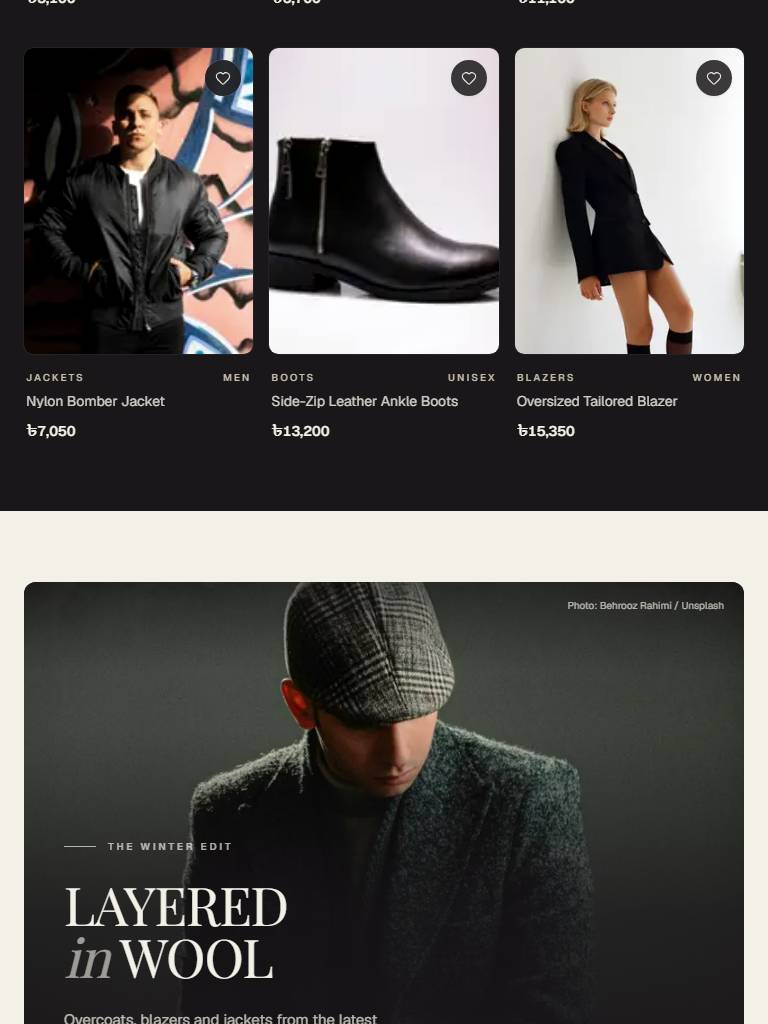 JACKETS MEN
Nylon Bomber Jacket
৳7,050
BOOTS UNISEX
Side-Zip Leather Ankle Boots
৳13,200
BLAZERS WOMEN
Oversized Tailored Blazer
৳15,350
Photo: Behrooz Rahimi / Unsplash
THE WINTER EDIT
LAYERED
in WOOL
Overcoats, blazers and jackets from the latest